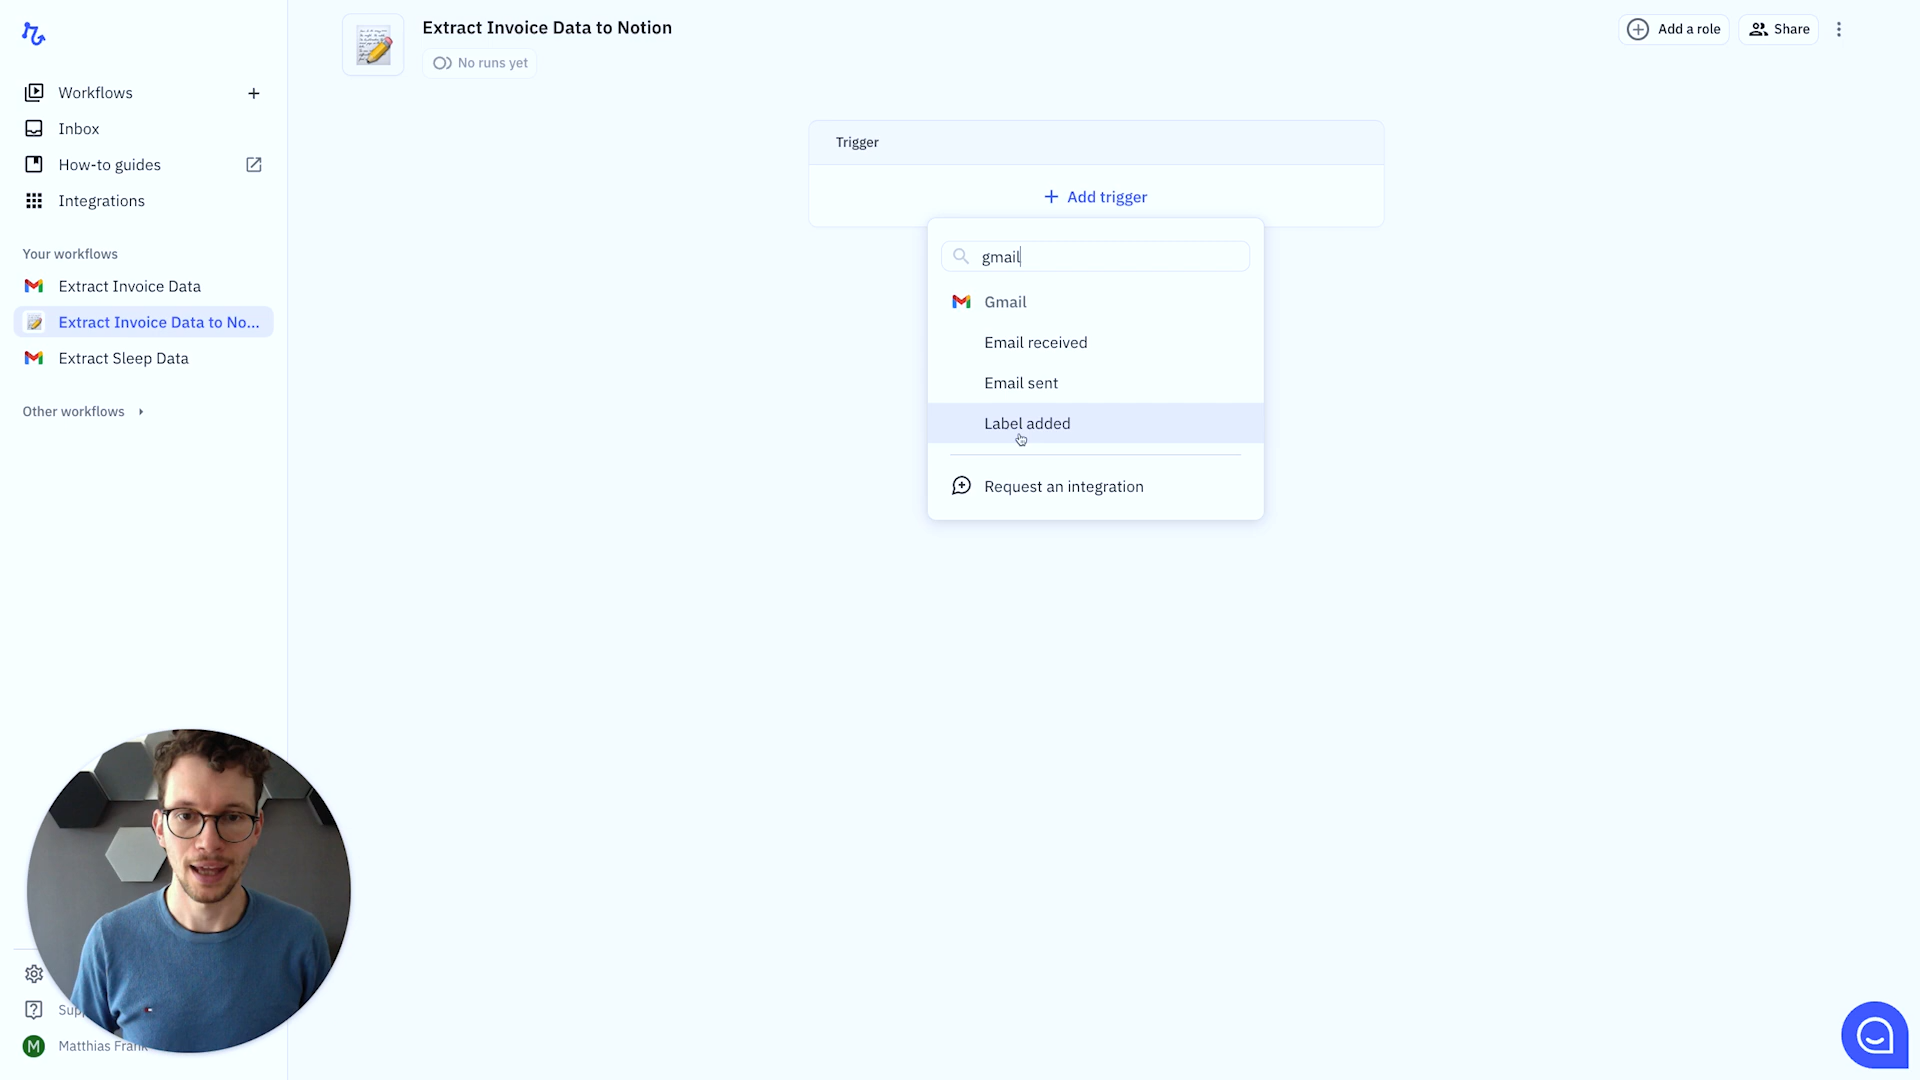 Extract Invoice Data to Notion
No runs yet
Add a role
Share
Workflows
Inbox
How-to guides
Integrations
Your workflows
Extract Invoice Data
Extract Invoice Data to No...
Extract Sleep Data
Other workflows
Trigger
Add trigger
gmail
Gmail
Email received
Email sent
Label added
Request an integration
M
Matthias Frank